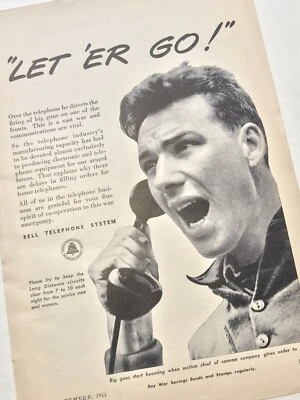 "LET 'ER GO!"
Over the telephone he directs the
firing of big guns on one of the
fronts. This is a vast war and
communications are vital.
So the telephone industry's
manufacturing capacity has had
to be devoted almost exclusively
to producing electronic and tele-
phone equipment for our armed
forces. That explains why there
are delays in filling orders for
home telephones.
All of us in the telephone busi-
ness are grateful for your fine
spirit of co-operation in this war
emergency.
BELL TELEPHONE SYSTEM
Please try to keep the
Long Distance circuits
clear from 7 to 10 each
night for the service men
and women.
Big guns start booming when section chief of cannon company gives order to
Buy War Savings Bonds and Stamps regularly.
1944